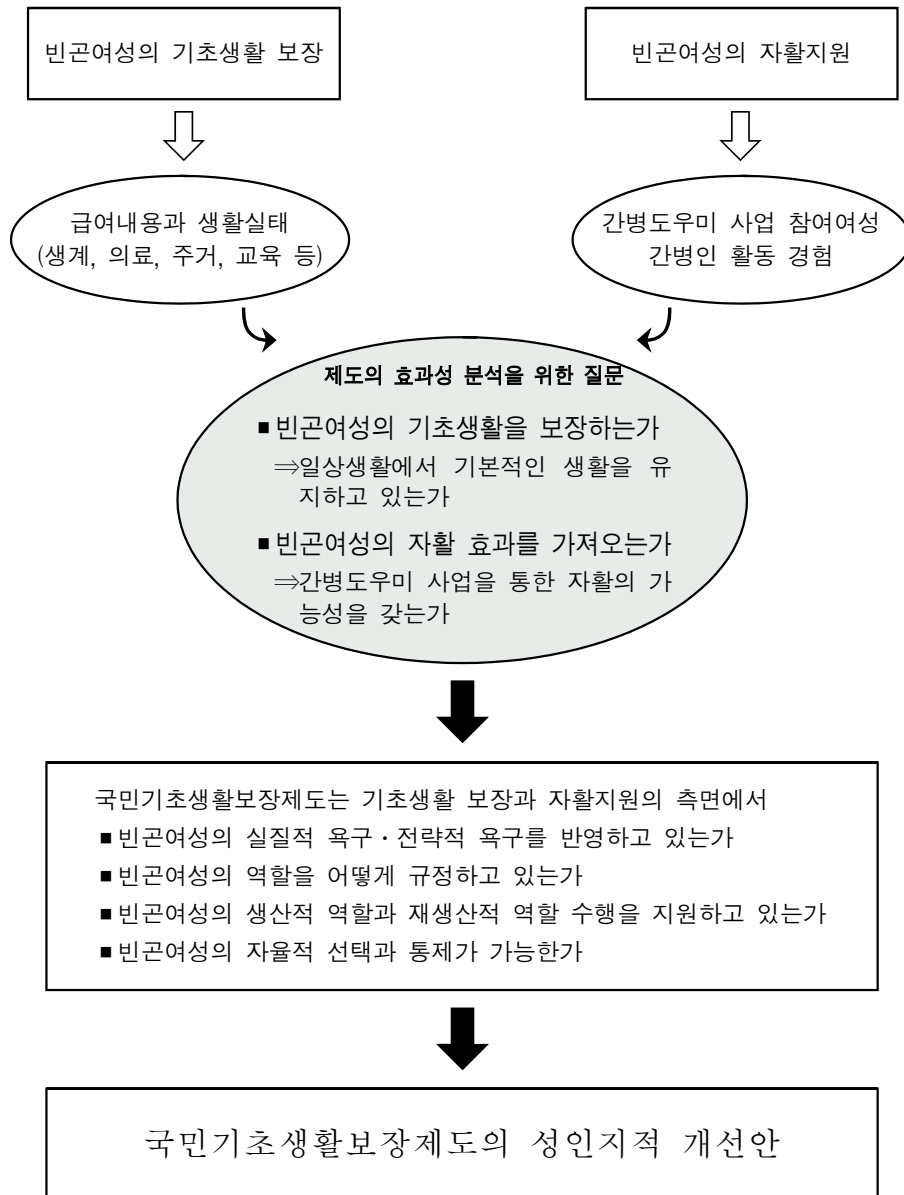 빈곤여성의 기초생활 보장
빈곤여성의 자활지원
급여내용과 생활실태
(생계, 의료, 주거, 교육 등)
간병도우미 사업 참여여성
간병인 활동 경험
제도의 효과성 분석을 위한 질문
■ 빈곤여성의 기초생활을 보장하는가
⇒일상생활에서 기본적인 생활을 유
지하고 있는가
■ 빈곤여성의 자활 효과를 가져오는가
⇒간병도우미 사업을 통한 자활의 가
능성을 갖는가
국민기초생활보장제도는 기초생활 보장과 자활지원의 측면에서
■ 빈곤여성의 실질적 욕구·전략적 욕구를 반영하고 있는가
■ 빈곤여성의 역할을 어떻게 규정하고 있는가
■ 빈곤여성의 생산적 역할과 재생산적 역할 수행을 지원하고 있는가
■ 빈곤여성의 자율적 선택과 통제가 가능한가
국민기초생활보장제도의 성인지적 개선안